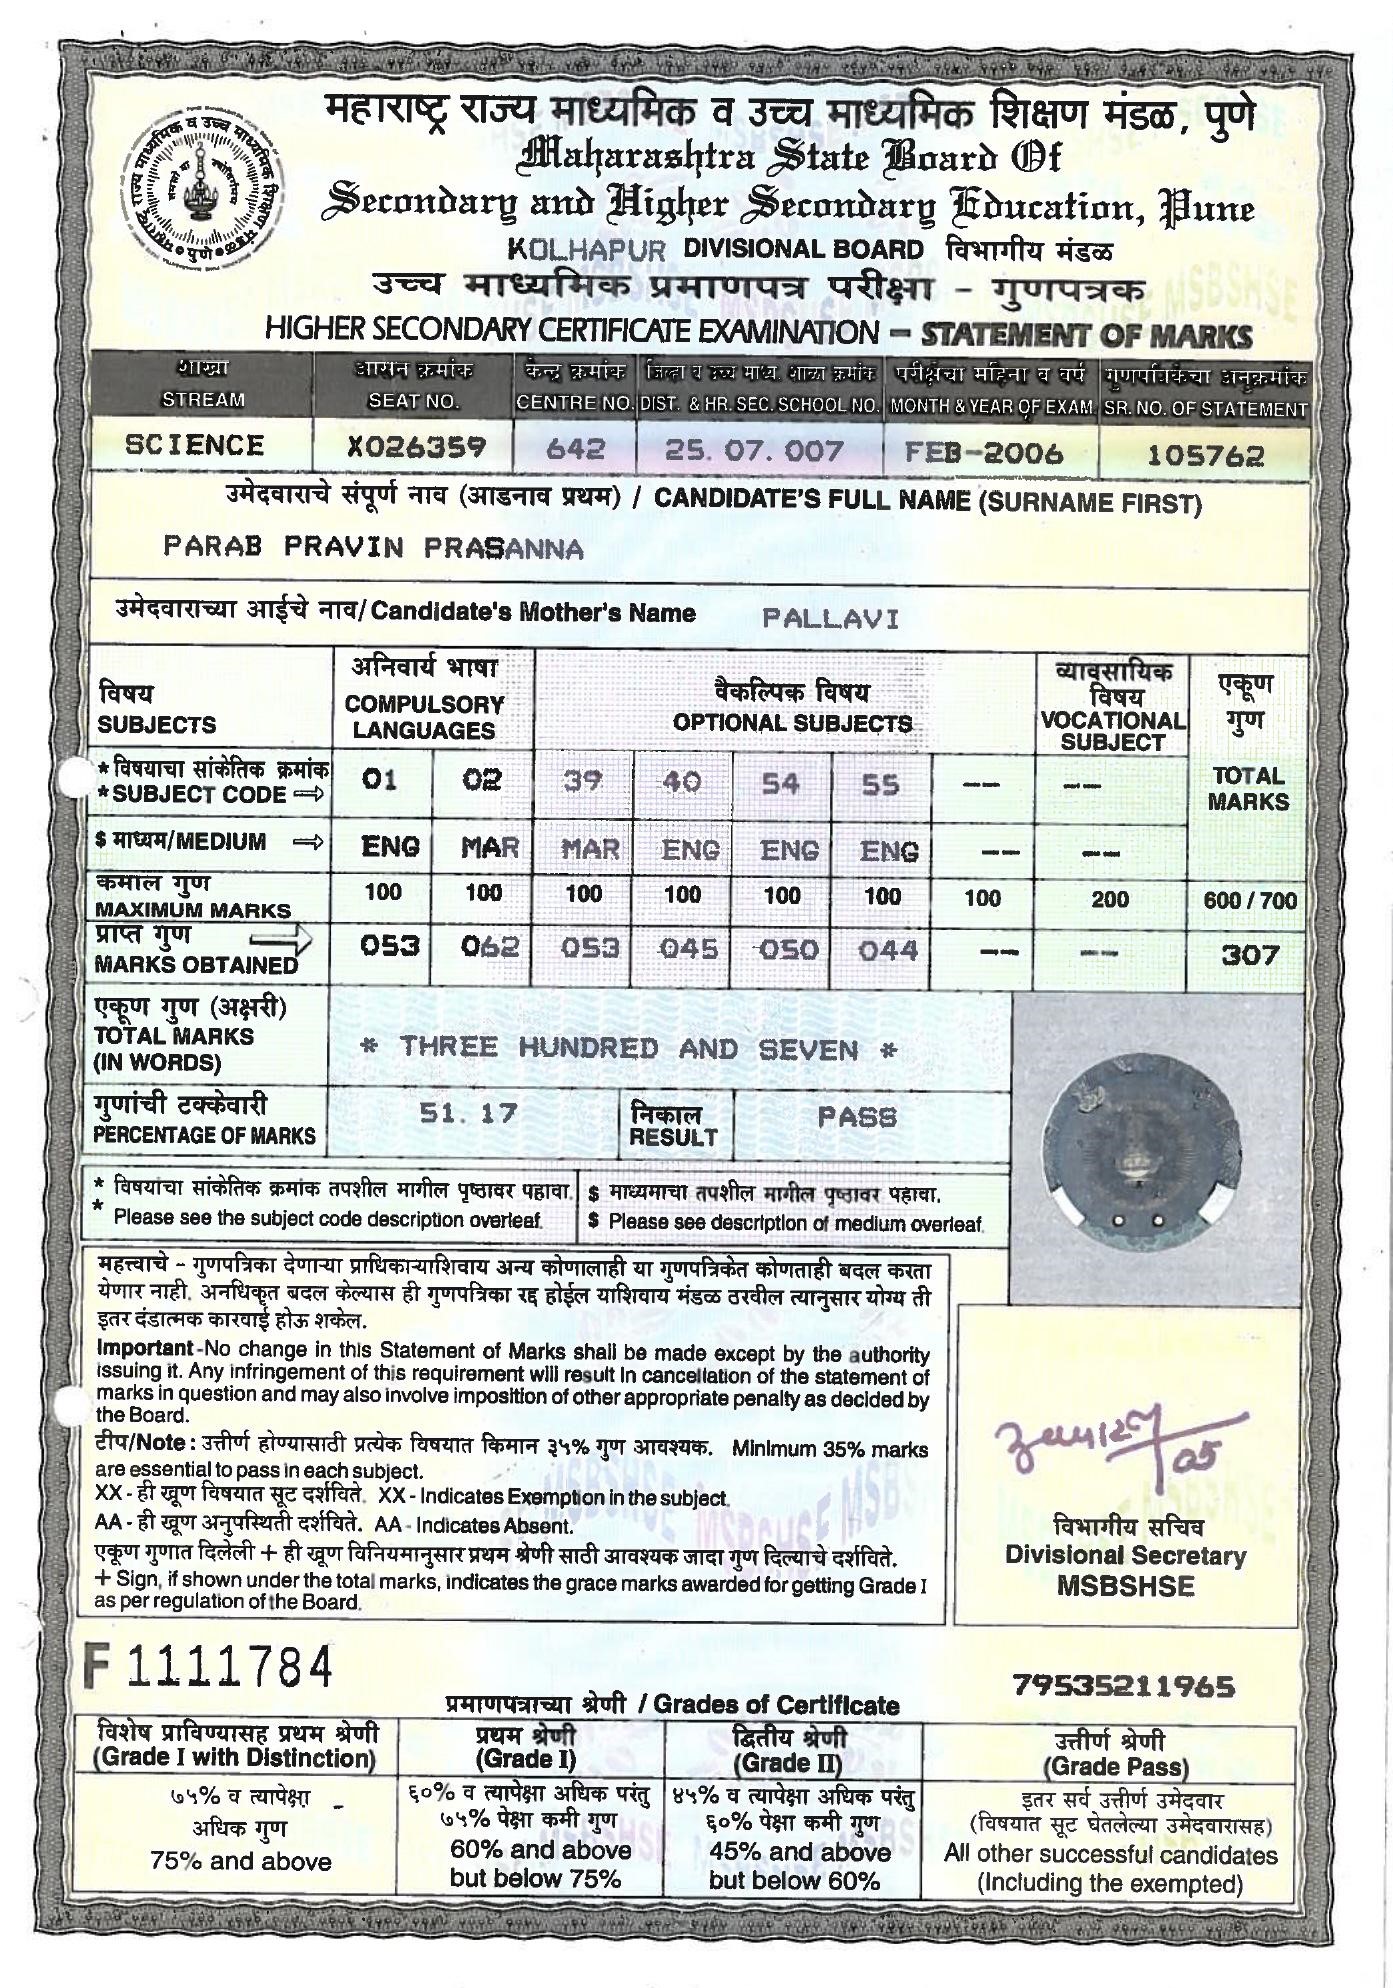 महाराष्ट्र राज्य माध्यमिक व उच्च माध्यमिक शिक्षण मंडळ, पुणे
Maharashtra State Board Of
Secondary and Higher Secondary Education, Pune
KOLHAPUR DIVISIONAL BOARD विभागीय मंडळ
उच्च माध्यमिक प्रमाणपत्र परीक्षा - गुणपत्रक
HIGHER SECONDARY CERTIFICATE EXAMINATION – STATEMENT OF MARKS
शाखा आसन क्रमांक केन्द्र क्रमांक जिल्हा व उच्च माध्य. शाळा क्रमांक परीक्षेचा महिना व वर्ष गुणपत्रिकेचा अनुक्रमांक
STREAM SEAT NO. CENTRE NO. DIST. & HR. SEC. SCHOOL NO. MONTH & YEAR OF EXAM. SR. NO. OF STATEMENT
SCIENCE X026359 642 25.07.007 FEB-2006 105762
उमेदवाराचे संपूर्ण नाव (आडनाव प्रथम) / CANDIDATE'S FULL NAME (SURNAME FIRST)
PARAB PRAVIN PRASANNA
उमेदवाराच्या आईचे नाव/ Candidate's Mother's Name PALLAVI
विषय
SUBJECTS
अनिवार्य भाषा
COMPULSORY
LANGUAGES
वैकल्पिक विषय
OPTIONAL SUBJECTS
व्यावसायिक
विषय
VOCATIONAL
SUBJECT
एकूण
गुण
TOTAL
MARKS
* विषयाचा सांकेतिक क्रमांक
* SUBJECT CODE ⇨ 01 02 39 40 54 55 -- --
$ माध्यम/MEDIUM ⇨ ENG MAR MAR ENG ENG ENG -- --
कमाल गुण
MAXIMUM MARKS 100 100 100 100 100 100 100 200 600 / 700
प्राप्त गुण
MARKS OBTAINED 053 062 053 045 050 044 -- -- 307
एकूण गुण (अक्षरी)
TOTAL MARKS
(IN WORDS)
* THREE HUNDRED AND SEVEN *
गुणांची टक्केवारी
PERCENTAGE OF MARKS
51.17
निकाल
RESULT
PASS
* विषयांचा सांकेतिक क्रमांक तपशील मागील पृष्ठावर पहावा.
* Please see the subject code description overleaf.
$ माध्यमाचा तपशील मागील पृष्ठावर पहावा.
$ Please see description of medium overleaf.
महत्त्वाचे - गुणपत्रिका देणाऱ्या प्राधिकाऱ्याशिवाय अन्य कोणालाही या गुणपत्रिकेत कोणताही बदल करता
येणार नाही. अनधिकृत बदल केल्यास ही गुणपत्रिका रद्द होईल याशिवाय मंडळ ठरवील त्यानुसार योग्य ती
इतर दंडात्मक कारवाई होऊ शकेल.
Important - No change in this Statement of Marks shall be made except by the authority
issuing it. Any infringement of this requirement will result in cancellation of the statement of
marks in question and may also involve imposition of other appropriate penalty as decided by
the Board.
टीप/Note : उत्तीर्ण होण्यासाठी प्रत्येक विषयात किमान ३५% गुण आवश्यक. Minimum 35% marks
are essential to pass in each subject.
XX - ही खूण विषयात सूट दर्शविते. XX - Indicates Exemption in the subject.
AA - ही खूण अनुपस्थिती दर्शविते. AA - Indicates Absent.
एकूण गुणात दिलेली + ही खूण विनियमानुसार प्रथम श्रेणी साठी आवश्यक जादा गुण दिल्याचे दर्शविते.
+ Sign, if shown under the total marks, indicates the grace marks awarded for getting Grade I
as per regulation of the Board.
विभागीय सचिव
Divisional Secretary
MSBSHSE
F 1111784
79535211965
प्रमाणपत्राच्या श्रेणी / Grades of Certificate
विशेष प्राविण्यासह प्रथम श्रेणी
(Grade I with Distinction)
७५% व त्यापेक्षा
अधिक गुण
75% and above
प्रथम श्रेणी
(Grade I)
६०% व त्यापेक्षा अधिक परंतु
७५% पेक्षा कमी गुण
60% and above
but below 75%
द्वितीय श्रेणी
(Grade II)
४५% व त्यापेक्षा अधिक परंतु
६०% पेक्षा कमी गुण
45% and above
but below 60%
उत्तीर्ण श्रेणी
(Grade Pass)
इतर सर्व उत्तीर्ण उमेदवार
(विषयात सूट घेतलेल्या उमेदवारासह)
All other successful candidates
(Including the exempted)